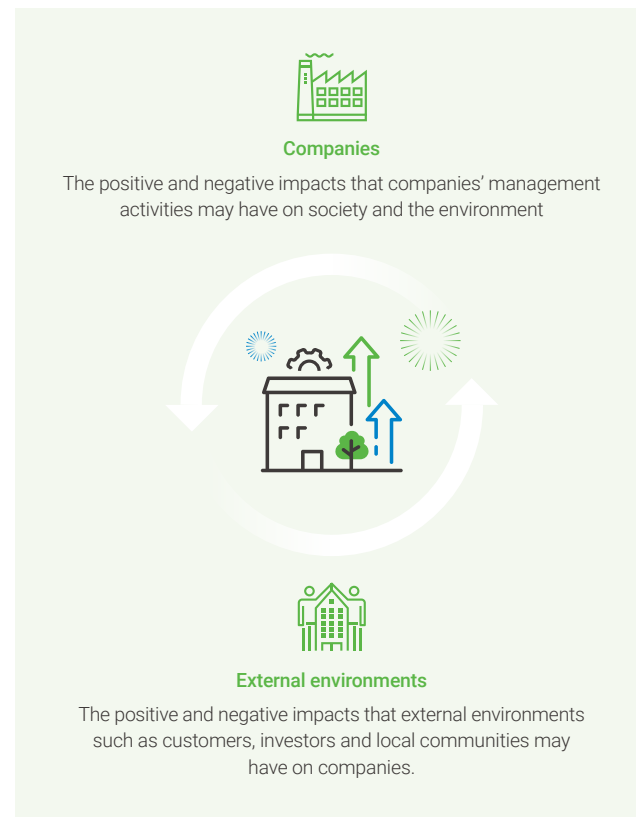 Companies
The positive and negative impacts that companies’ management
activities may have on society and the environment
External environments
The positive and negative impacts that external environments
such as customers, investors and local communities may
have on companies.